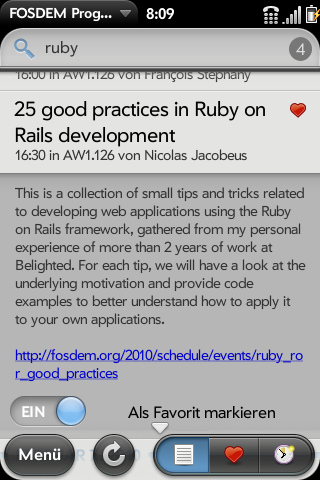 FOSDEM Prog... 8:09
ruby 4
16:00 in AW1.126 von François Stephany
25 good practices in Ruby on
Rails development
16:30 in AW1.126 von Nicolas Jacobeus
This is a collection of small tips and tricks related
to developing web applications using the Ruby
on Rails framework, gathered from my personal
experience of more than 2 years of work at
Belighted. For each tip, we will have a look at the
underlying motivation and provide code
examples to better understand how to apply it
to your own applications.
http://fosdem.org/2010/schedule/events/ruby_ro
r_good_practices
EIN Als Favorit markieren
Menü